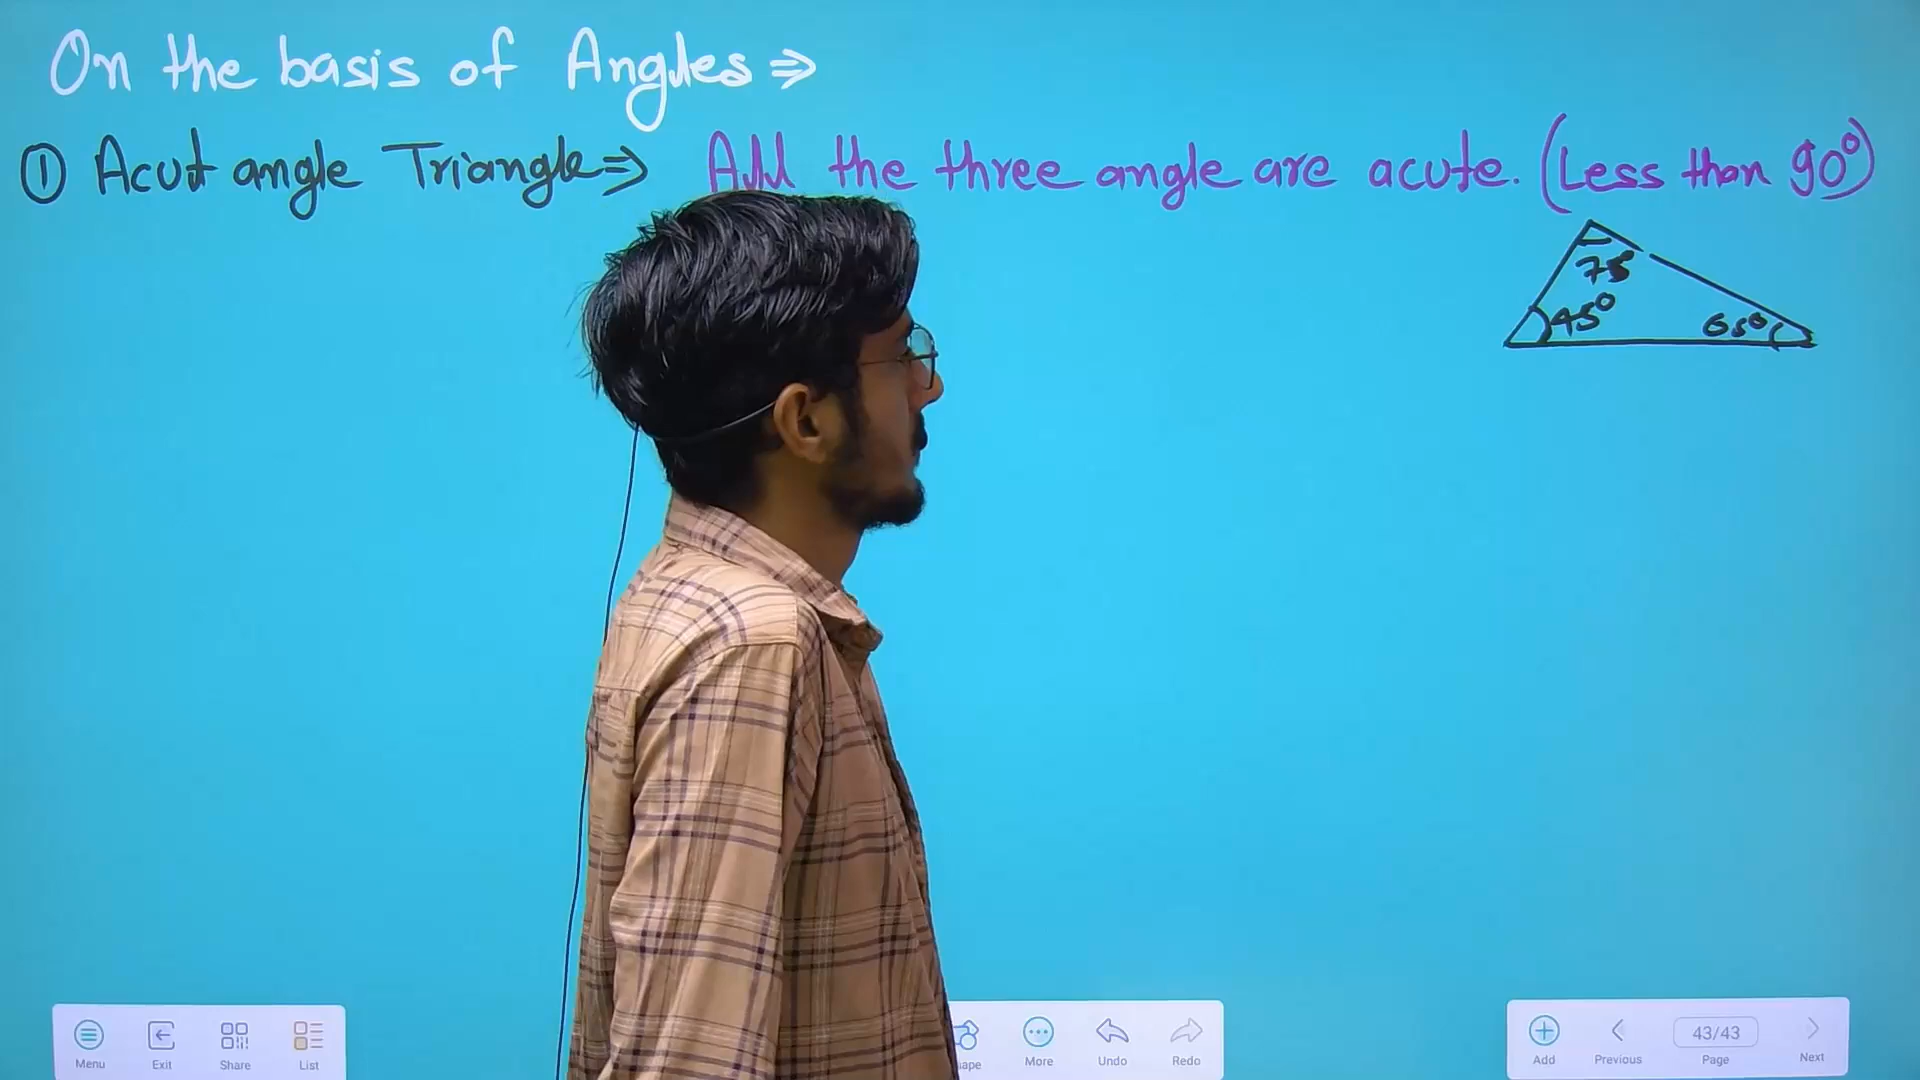 On the basis of Angles ⇒
① Acut angle Triangle ⇒ All the three angle are acute. (Less than 90°)
75°
45° 65°
Menu Exit Share List More Undo Redo Add Previous 43/43 Page Next